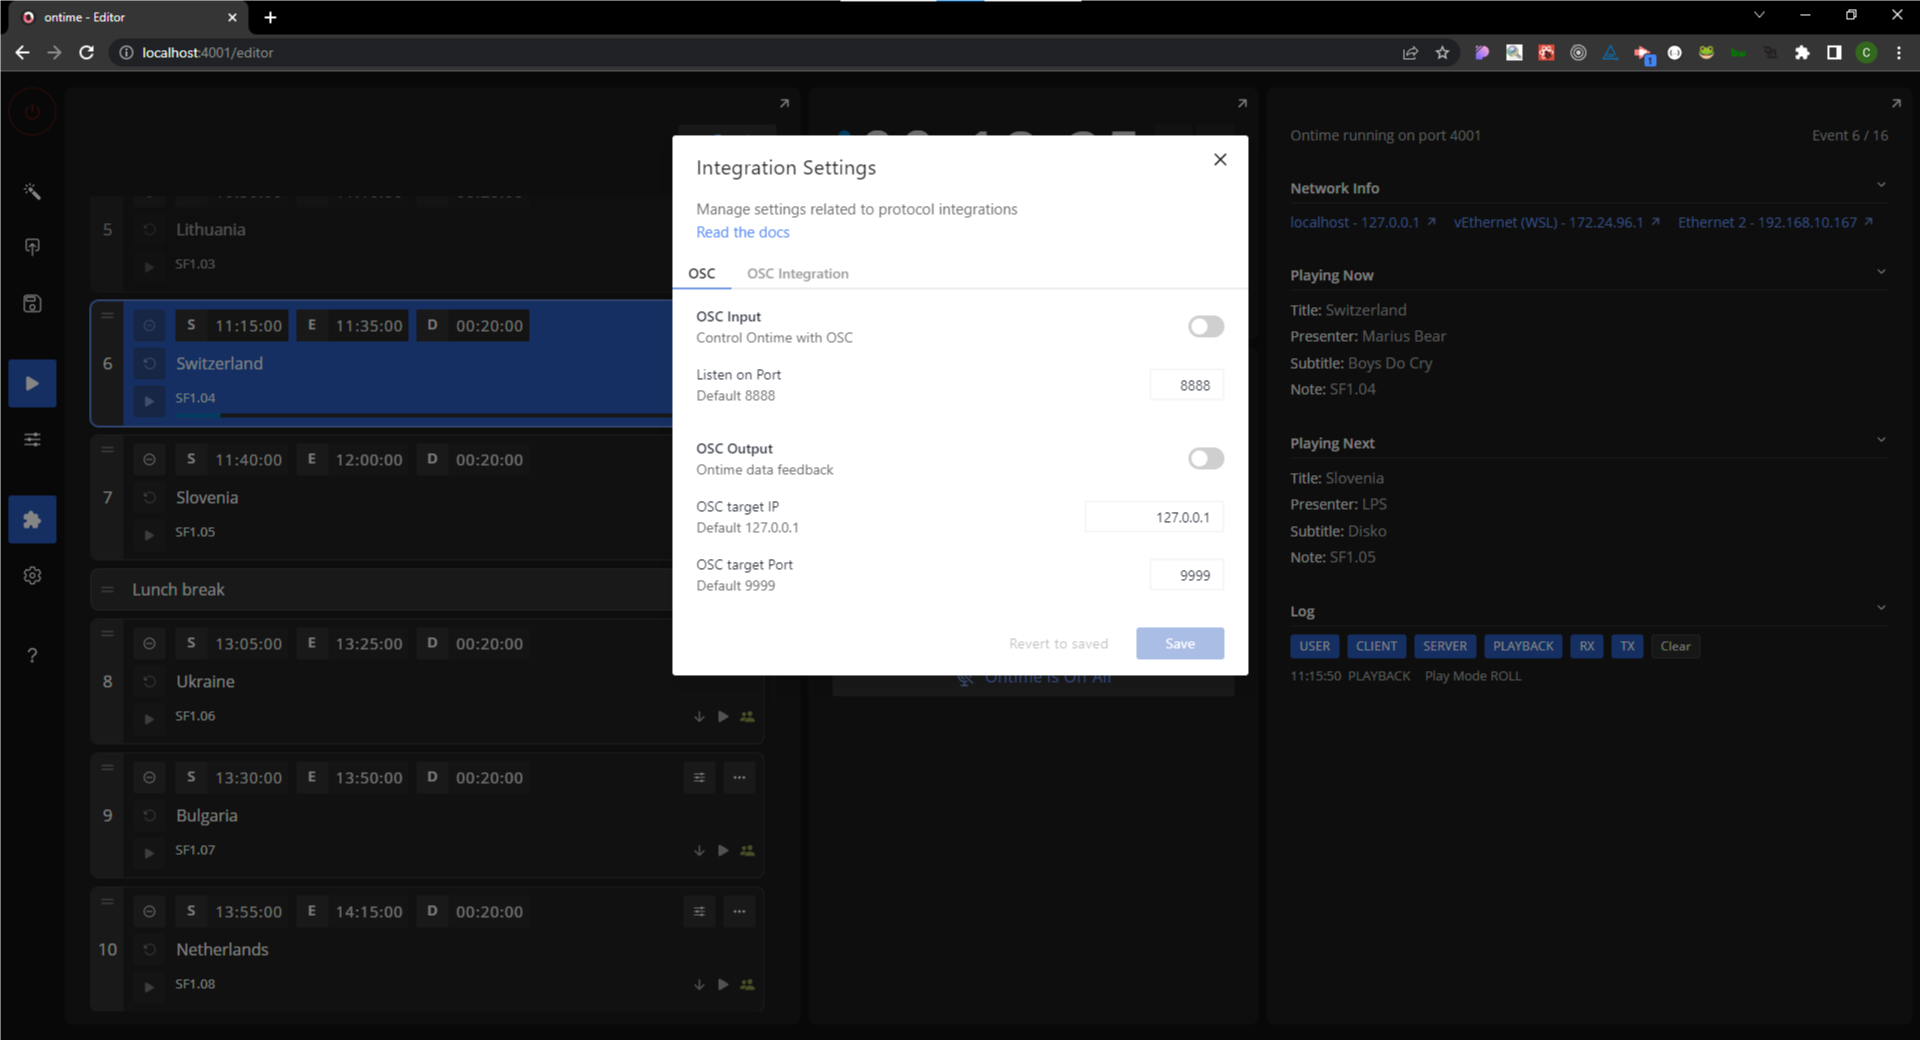 ontime - Editor
localhost:4001/editor
C
1
5
Lithuania
SF1.03
S 11:15:00 E 11:35:00 D 00:20:00
6
Switzerland
SF1.04
S 11:40:00 E 12:00:00 D 00:20:00
7
Slovenia
SF1.05
Lunch break
S 13:05:00 E 13:25:00 D 00:20:00
8
Ukraine
SF1.06
S 13:30:00 E 13:50:00 D 00:20:00
9
Bulgaria
SF1.07
S 13:55:00 E 14:15:00 D 00:20:00
10
Netherlands
SF1.08
Integration Settings
Manage settings related to protocol integrations
Read the docs
OSC OSC Integration
OSC Input
Control Ontime with OSC
Listen on Port
Default 8888
8888
OSC Output
Ontime data feedback
OSC target IP
Default 127.0.0.1
127.0.0.1
OSC target Port
Default 9999
9999
Revert to saved Save
Ontime is On Air
Ontime running on port 4001 Event 6 / 16
Network Info
localhost - 127.0.0.1 vEthernet (WSL) - 172.24.96.1 Ethernet 2 - 192.168.10.167
Playing Now
Title: Switzerland
Presenter: Marius Bear
Subtitle: Boys Do Cry
Note: SF1.04
Playing Next
Title: Slovenia
Presenter: LPS
Subtitle: Disko
Note: SF1.05
Log
USER CLIENT SERVER PLAYBACK RX TX Clear
11:15:50 PLAYBACK Play Mode ROLL